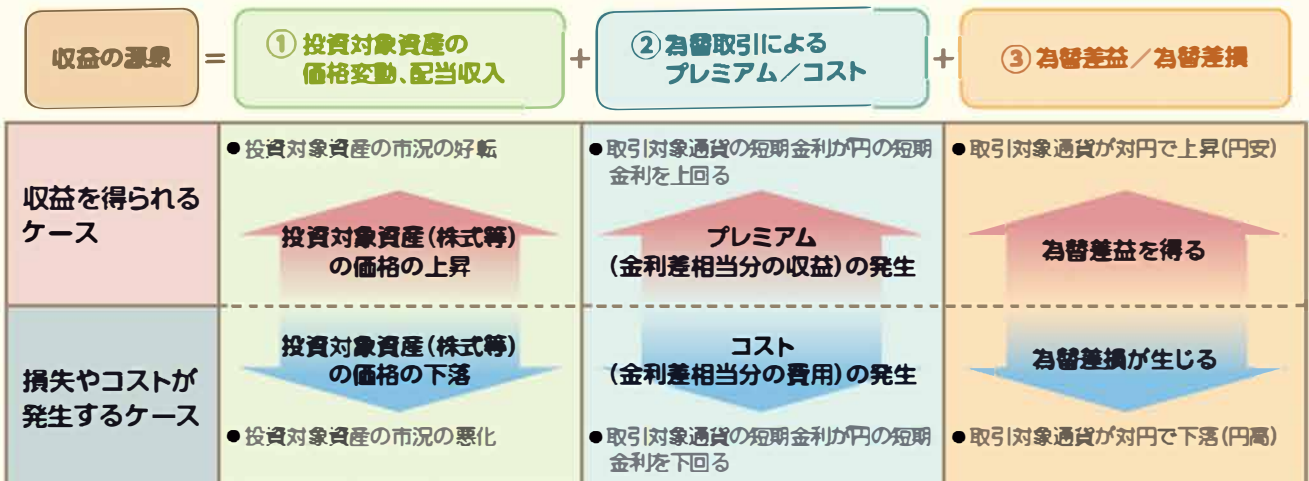 収益の源泉 = ①投資対象資産の + ②為替取引による + ③為替差益/為替差損
価格変動、配当収入
プレミアム/コスト
収益を得られる
ケース
●投資対象資産の市況の好転
投資対象資産(株式等)
の価格の上昇
●取引対象通貨の短期金利が円の短期
金利を上回る
プレミアム
(金利差相当分の収益)の発生
●取引対象通貨が対円で上昇(円安)
為替差益を得る
損失やコストが
発生するケース
投資対象資産(株式等)
の価格の下落
●投資対象資産の市況の悪化
コスト
(金利差相当分の費用)の発生
●取引対象通貨の短期金利が円の短期
金利を下回る
為替差損が生じる
●取引対象通貨が対円で下落(円高)